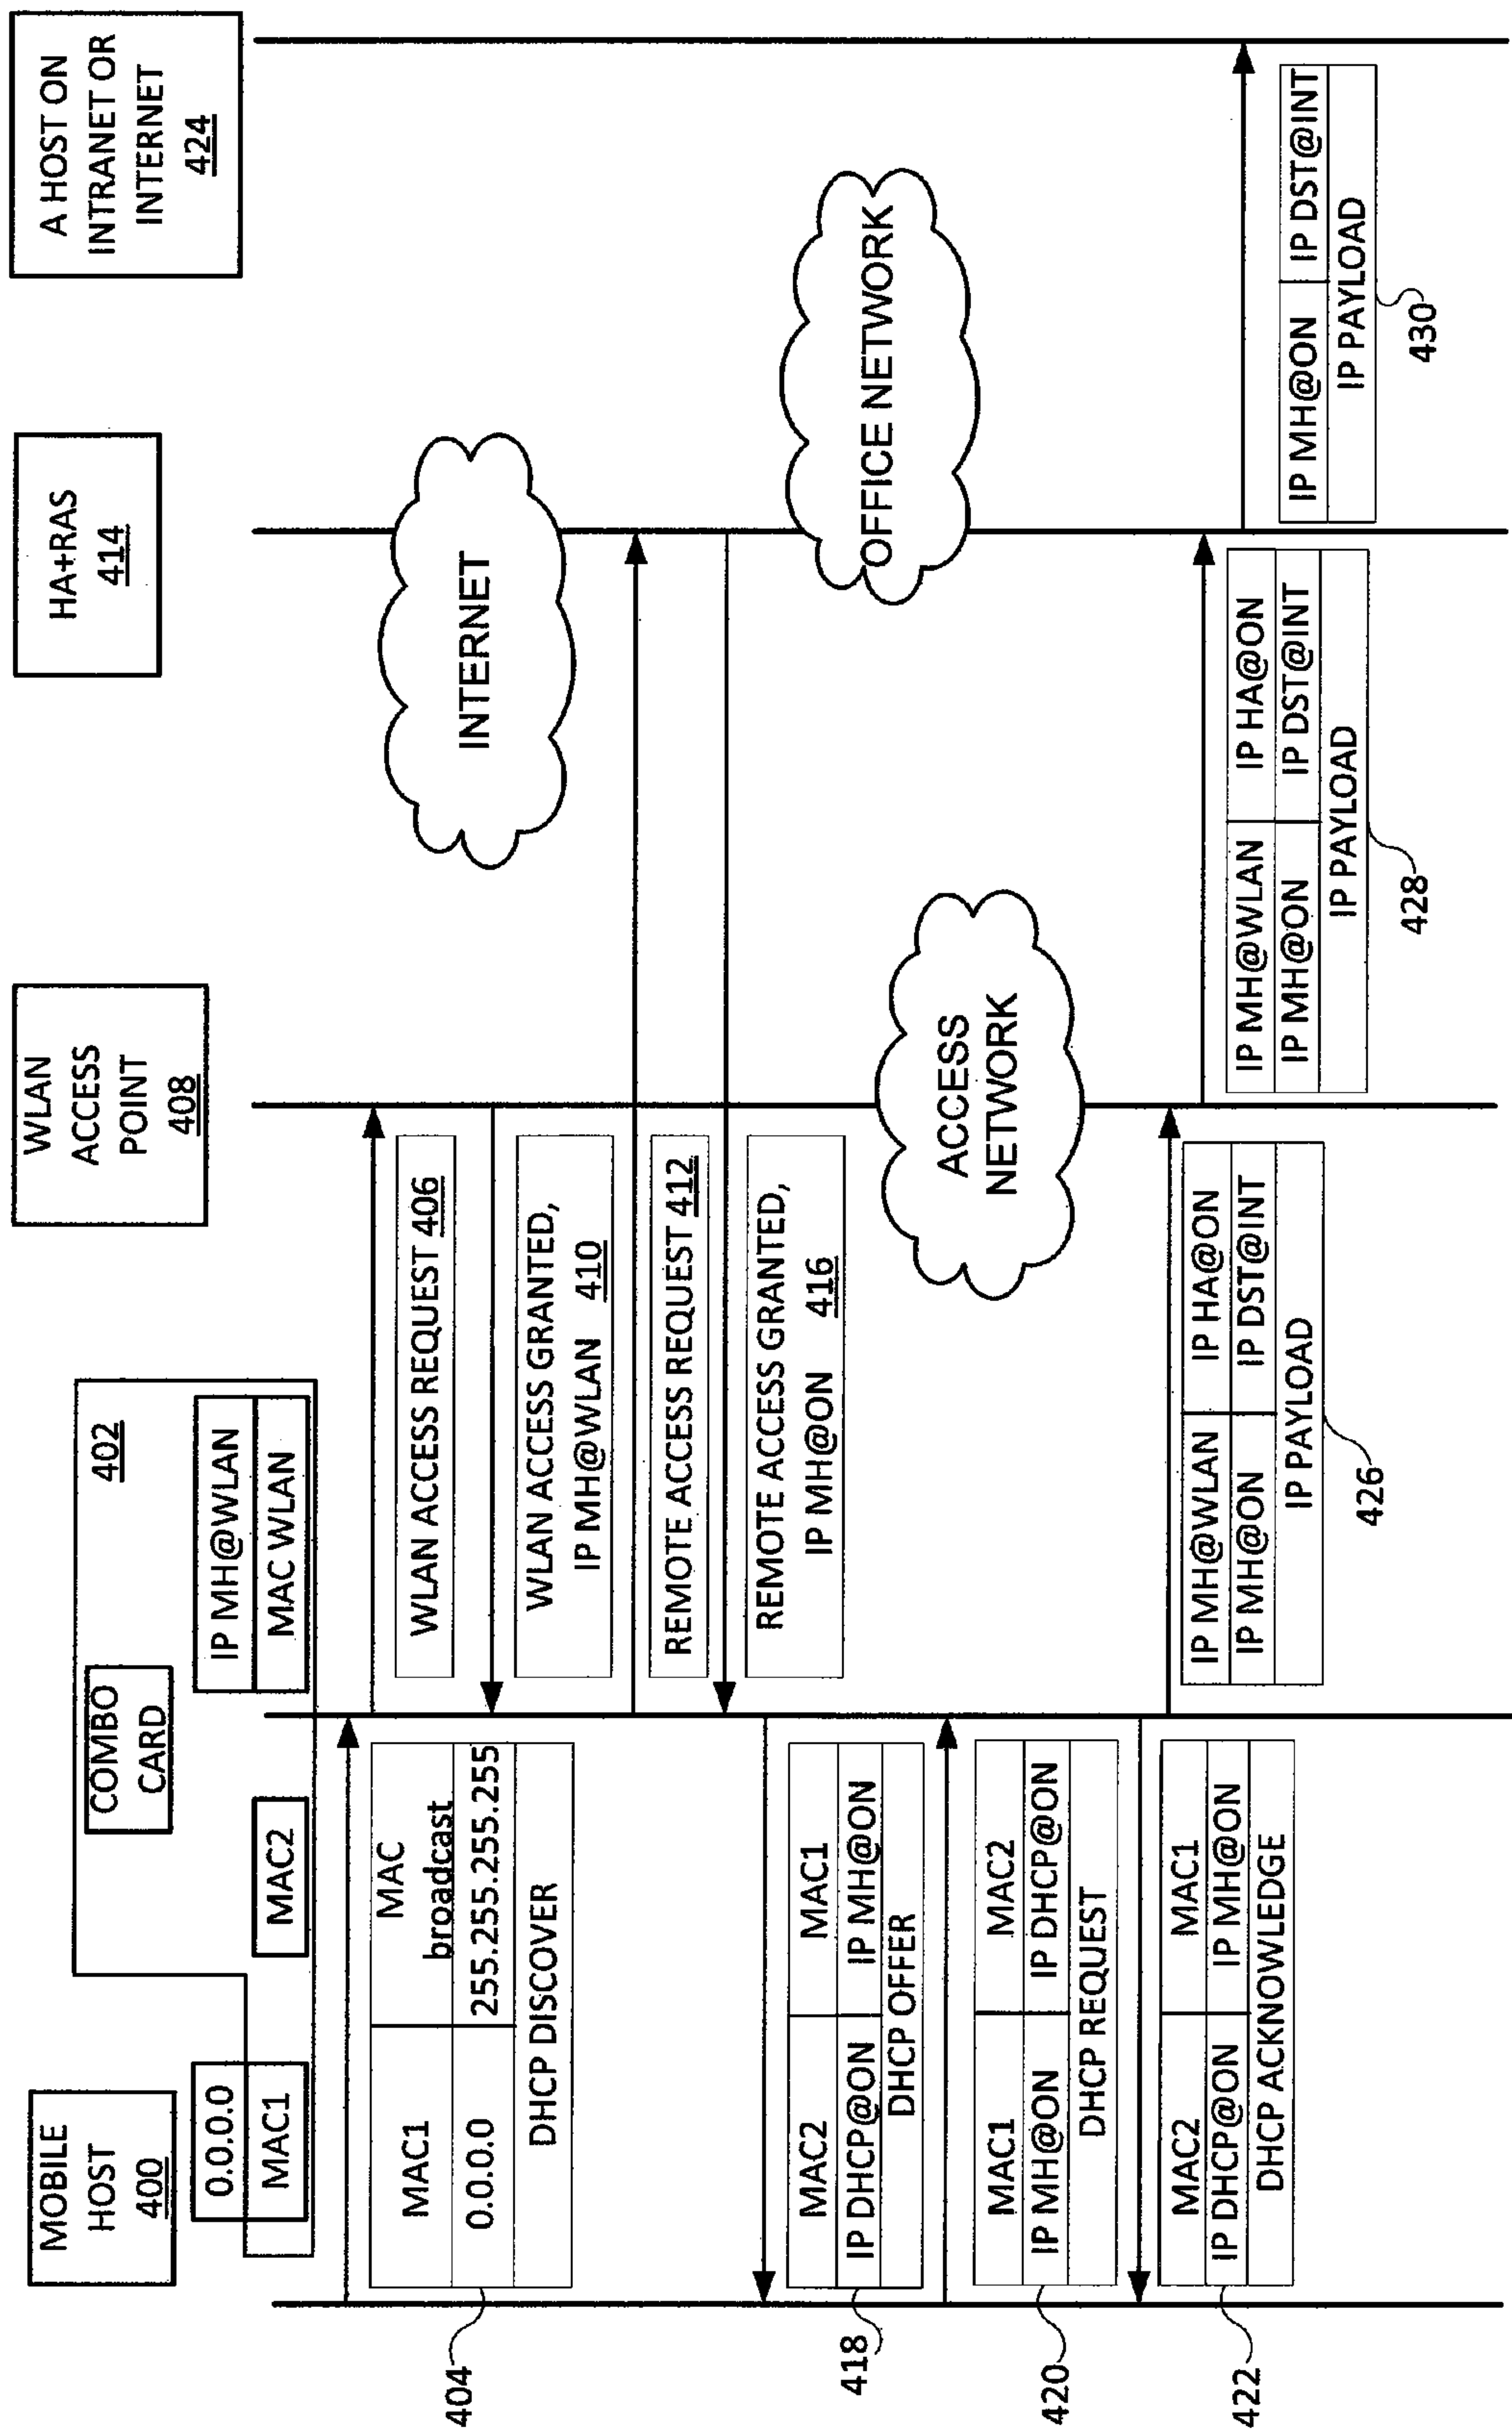 MOBILE
HOST
400
0.0.0.0
MAC1
COMBO
CARD
402
MAC2
IP MH@WLAN
MAC WLAN
WLAN
ACCESS
POINT
408
HA+RAS
414
A HOST ON
INTRANET OR
INTERNET
424
404
MAC1
MAC
broadcast
0.0.0.0
255.255.255.255
DHCP DISCOVER
WLAN ACCESS REQUEST 406
WLAN ACCESS GRANTED,
IP MH@WLAN 410
REMOTE ACCESS REQUEST 412
REMOTE ACCESS GRANTED,
IP MH@ON 416
INTERNET
ACCESS
NETWORK
OFFICE NETWORK
418
MAC2 MAC1
IP DHCP@ON IP MH@ON
DHCP OFFER
420
MAC1 MAC2
IP MH@ON IP DHCP@ON
DHCP REQUEST
422
MAC2 MAC1
IP DHCP@ON IP MH@ON
DHCP ACKNOWLEDGE
IP MH@WLAN IP HA@ON
IP MH@ON IP DST@INT
IP PAYLOAD
426
IP MH@WLAN IP HA@ON
IP MH@ON IP DST@INT
IP PAYLOAD
428
IP MH@ON IP DST@INT
IP PAYLOAD
430